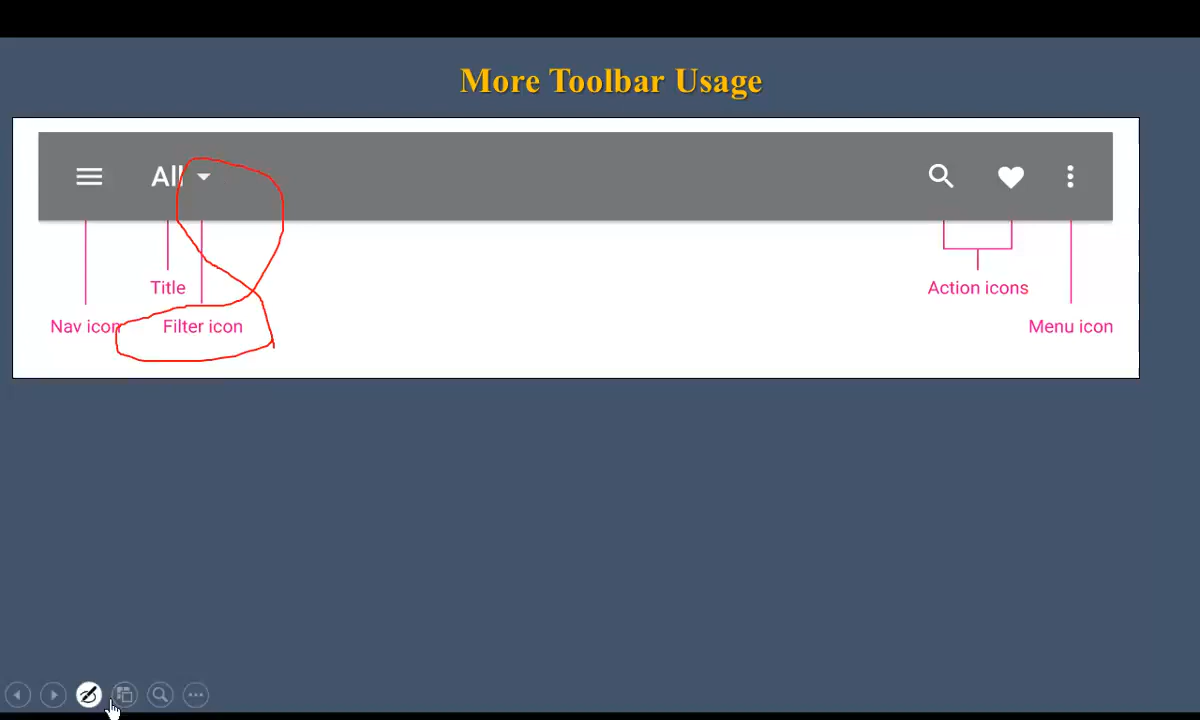 More Toolbar Usage
All
Title
Action icons
Nav icon
Filter icon
Menu icon